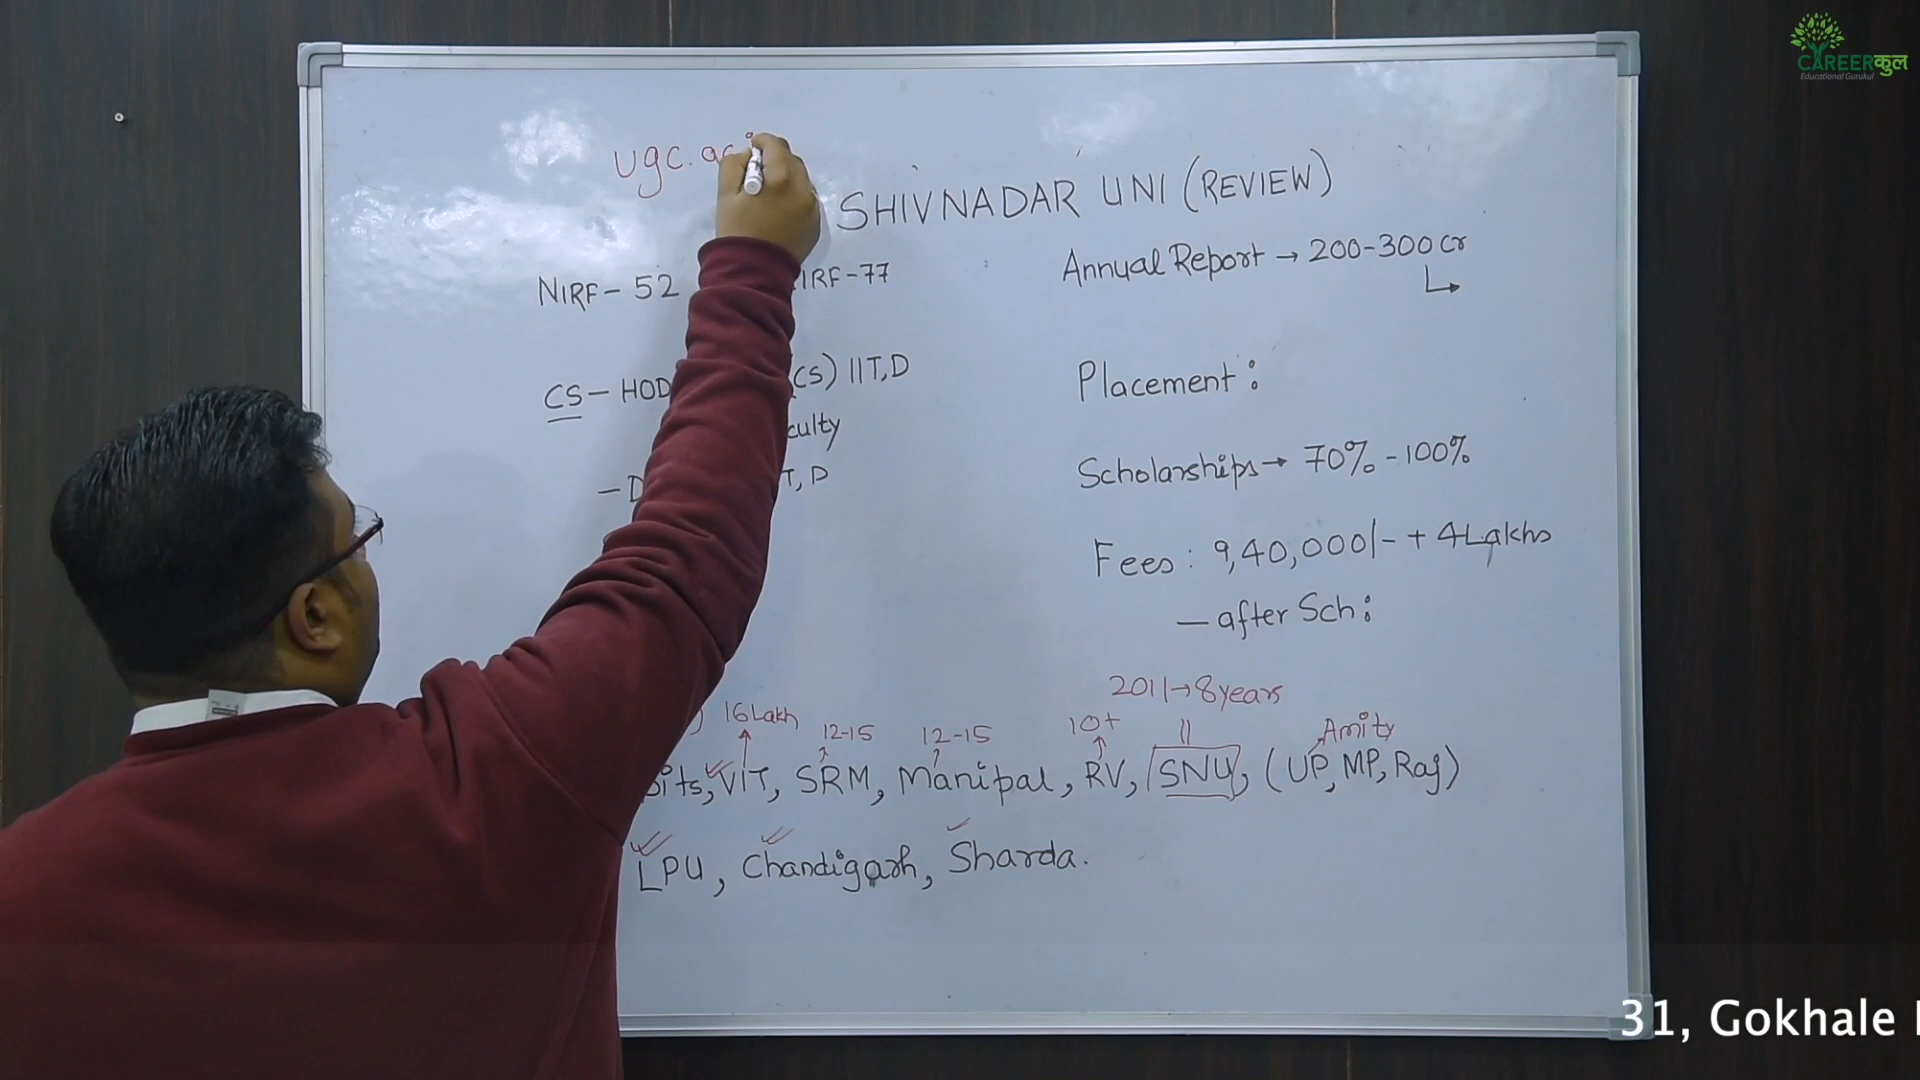 CAREERकुल
Educational Gurukul
ugc.ac
SHIVNADAR UNI (REVIEW)
NIRF - 52
IRF-77
Annual Report → 200-300 Cr
CS - HOD
(CS) IIT,D
culty
Placement :
- D
T, D
Scholarships → 70% - 100%
Fees : 9,40,000/- + 4 Lakhs
- after Sch :
2011→8 years
16 Lakh
12-15
12-15
10+
Amity
its, VIT, SRM, Manipal, RV, SNU, (UP, MP, Raj)
LPU, Chandigarh, Sharda.
31, Gokhale